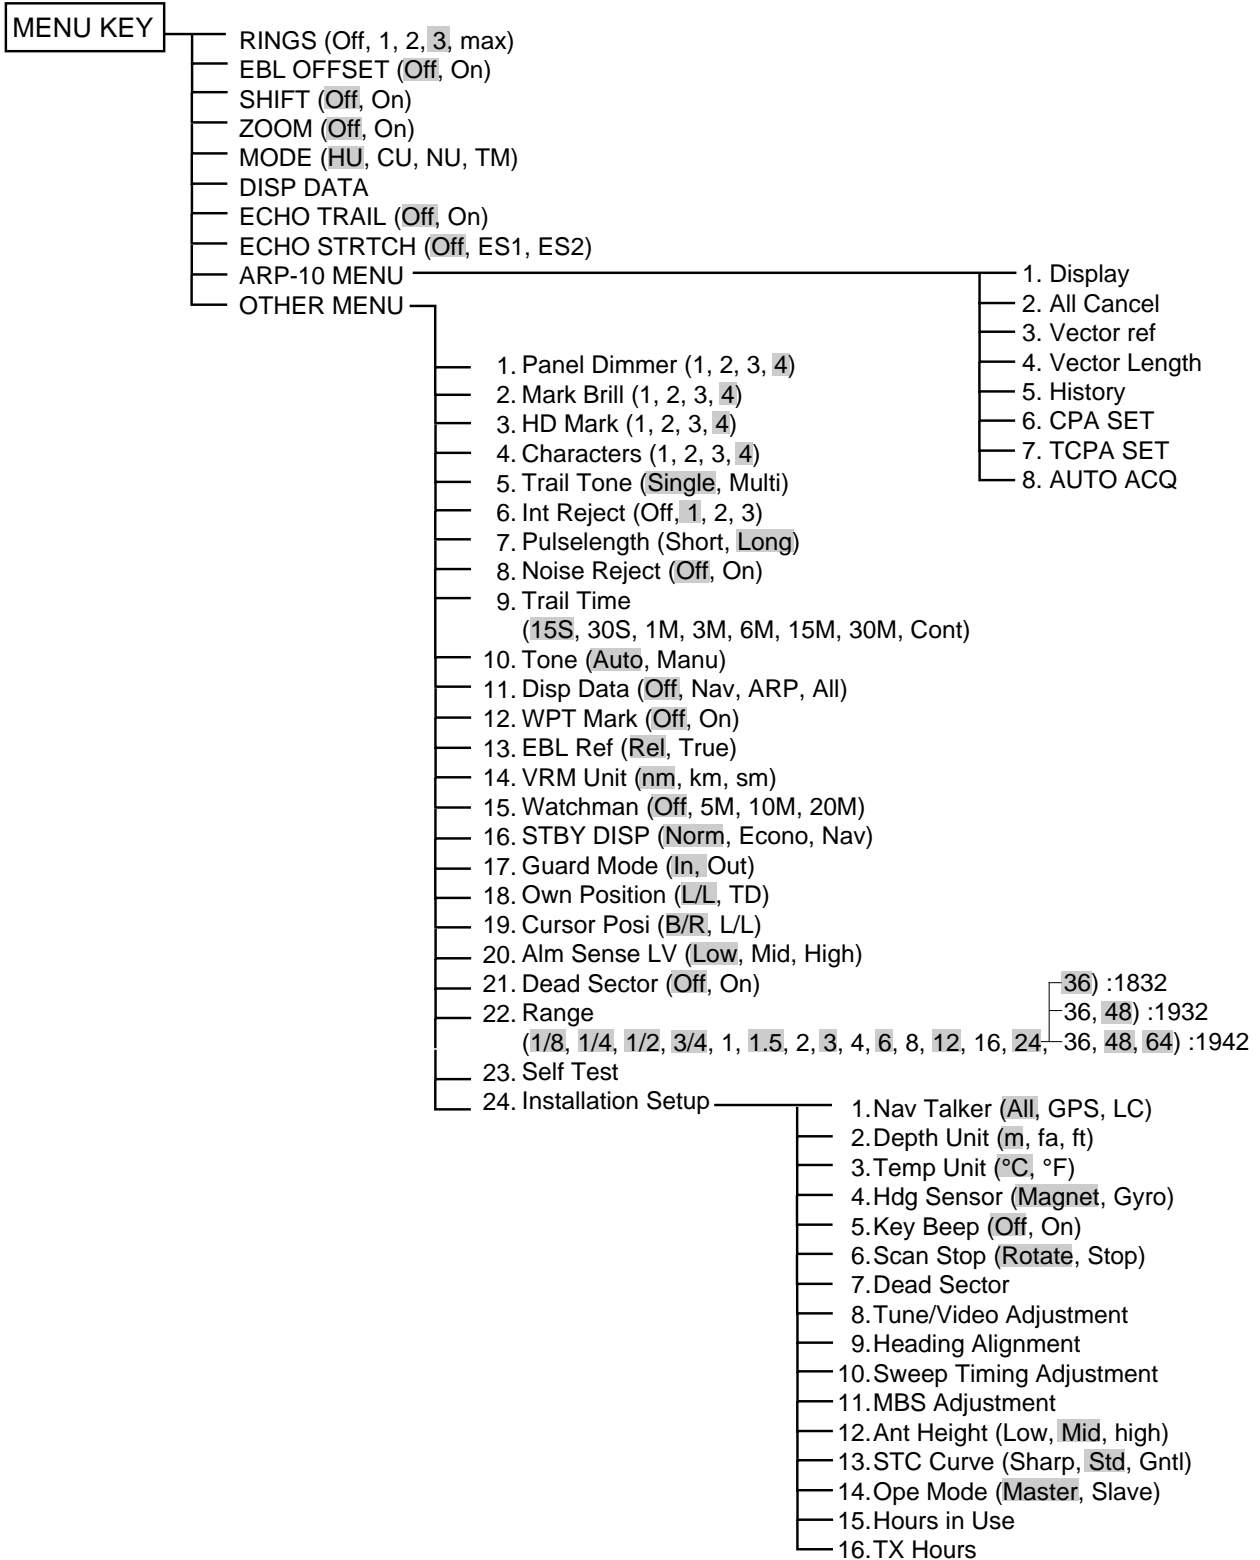 MENU KEY
RINGS (Off, 1, 2, 3, max)
EBL OFFSET (Off, On)
SHIFT (Off, On)
ZOOM (Off, On)
MODE (HU, CU, NU, TM)
DISP DATA
ECHO TRAIL (Off, On)
ECHO STRTCH (Off, ES1, ES2)
ARP-10 MENU
OTHER MENU
1. Display
2. All Cancel
3. Vector ref
4. Vector Length
5. History
6. CPA SET
7. TCPA SET
8. AUTO ACQ
1. Panel Dimmer (1, 2, 3, 4)
2. Mark Brill (1, 2, 3, 4)
3. HD Mark (1, 2, 3, 4)
4. Characters (1, 2, 3, 4)
5. Trail Tone (Single, Multi)
6. Int Reject (Off, 1, 2, 3)
7. Pulselength (Short, Long)
8. Noise Reject (Off, On)
9. Trail Time
(15S, 30S, 1M, 3M, 6M, 15M, 30M, Cont)
10. Tone (Auto, Manu)
11. Disp Data (Off, Nav, ARP, All)
12. WPT Mark (Off, On)
13. EBL Ref (Rel, True)
14. VRM Unit (nm, km, sm)
15. Watchman (Off, 5M, 10M, 20M)
16. STBY DISP (Norm, Econo, Nav)
17. Guard Mode (In, Out)
18. Own Position (L/L, TD)
19. Cursor Posi (B/R, L/L)
20. Alm Sense LV (Low, Mid, High)
21. Dead Sector (Off, On)
22. Range
36) :1832
36, 48) :1932
(1/8, 1/4, 1/2, 3/4, 1, 1.5, 2, 3, 4, 6, 8, 12, 16, 24, 36, 48, 64) :1942
23. Self Test
24. Installation Setup
1.Nav Talker (All, GPS, LC)
2.Depth Unit (m, fa, ft)
3.Temp Unit (°C, °F)
4.Hdg Sensor (Magnet, Gyro)
5.Key Beep (Off, On)
6.Scan Stop (Rotate, Stop)
7.Dead Sector
8.Tune/Video Adjustment
9.Heading Alignment
10.Sweep Timing Adjustment
11.MBS Adjustment
12.Ant Height (Low, Mid, high)
13.STC Curve (Sharp, Std, Gntl)
14.Ope Mode (Master, Slave)
15.Hours in Use
16.TX Hours